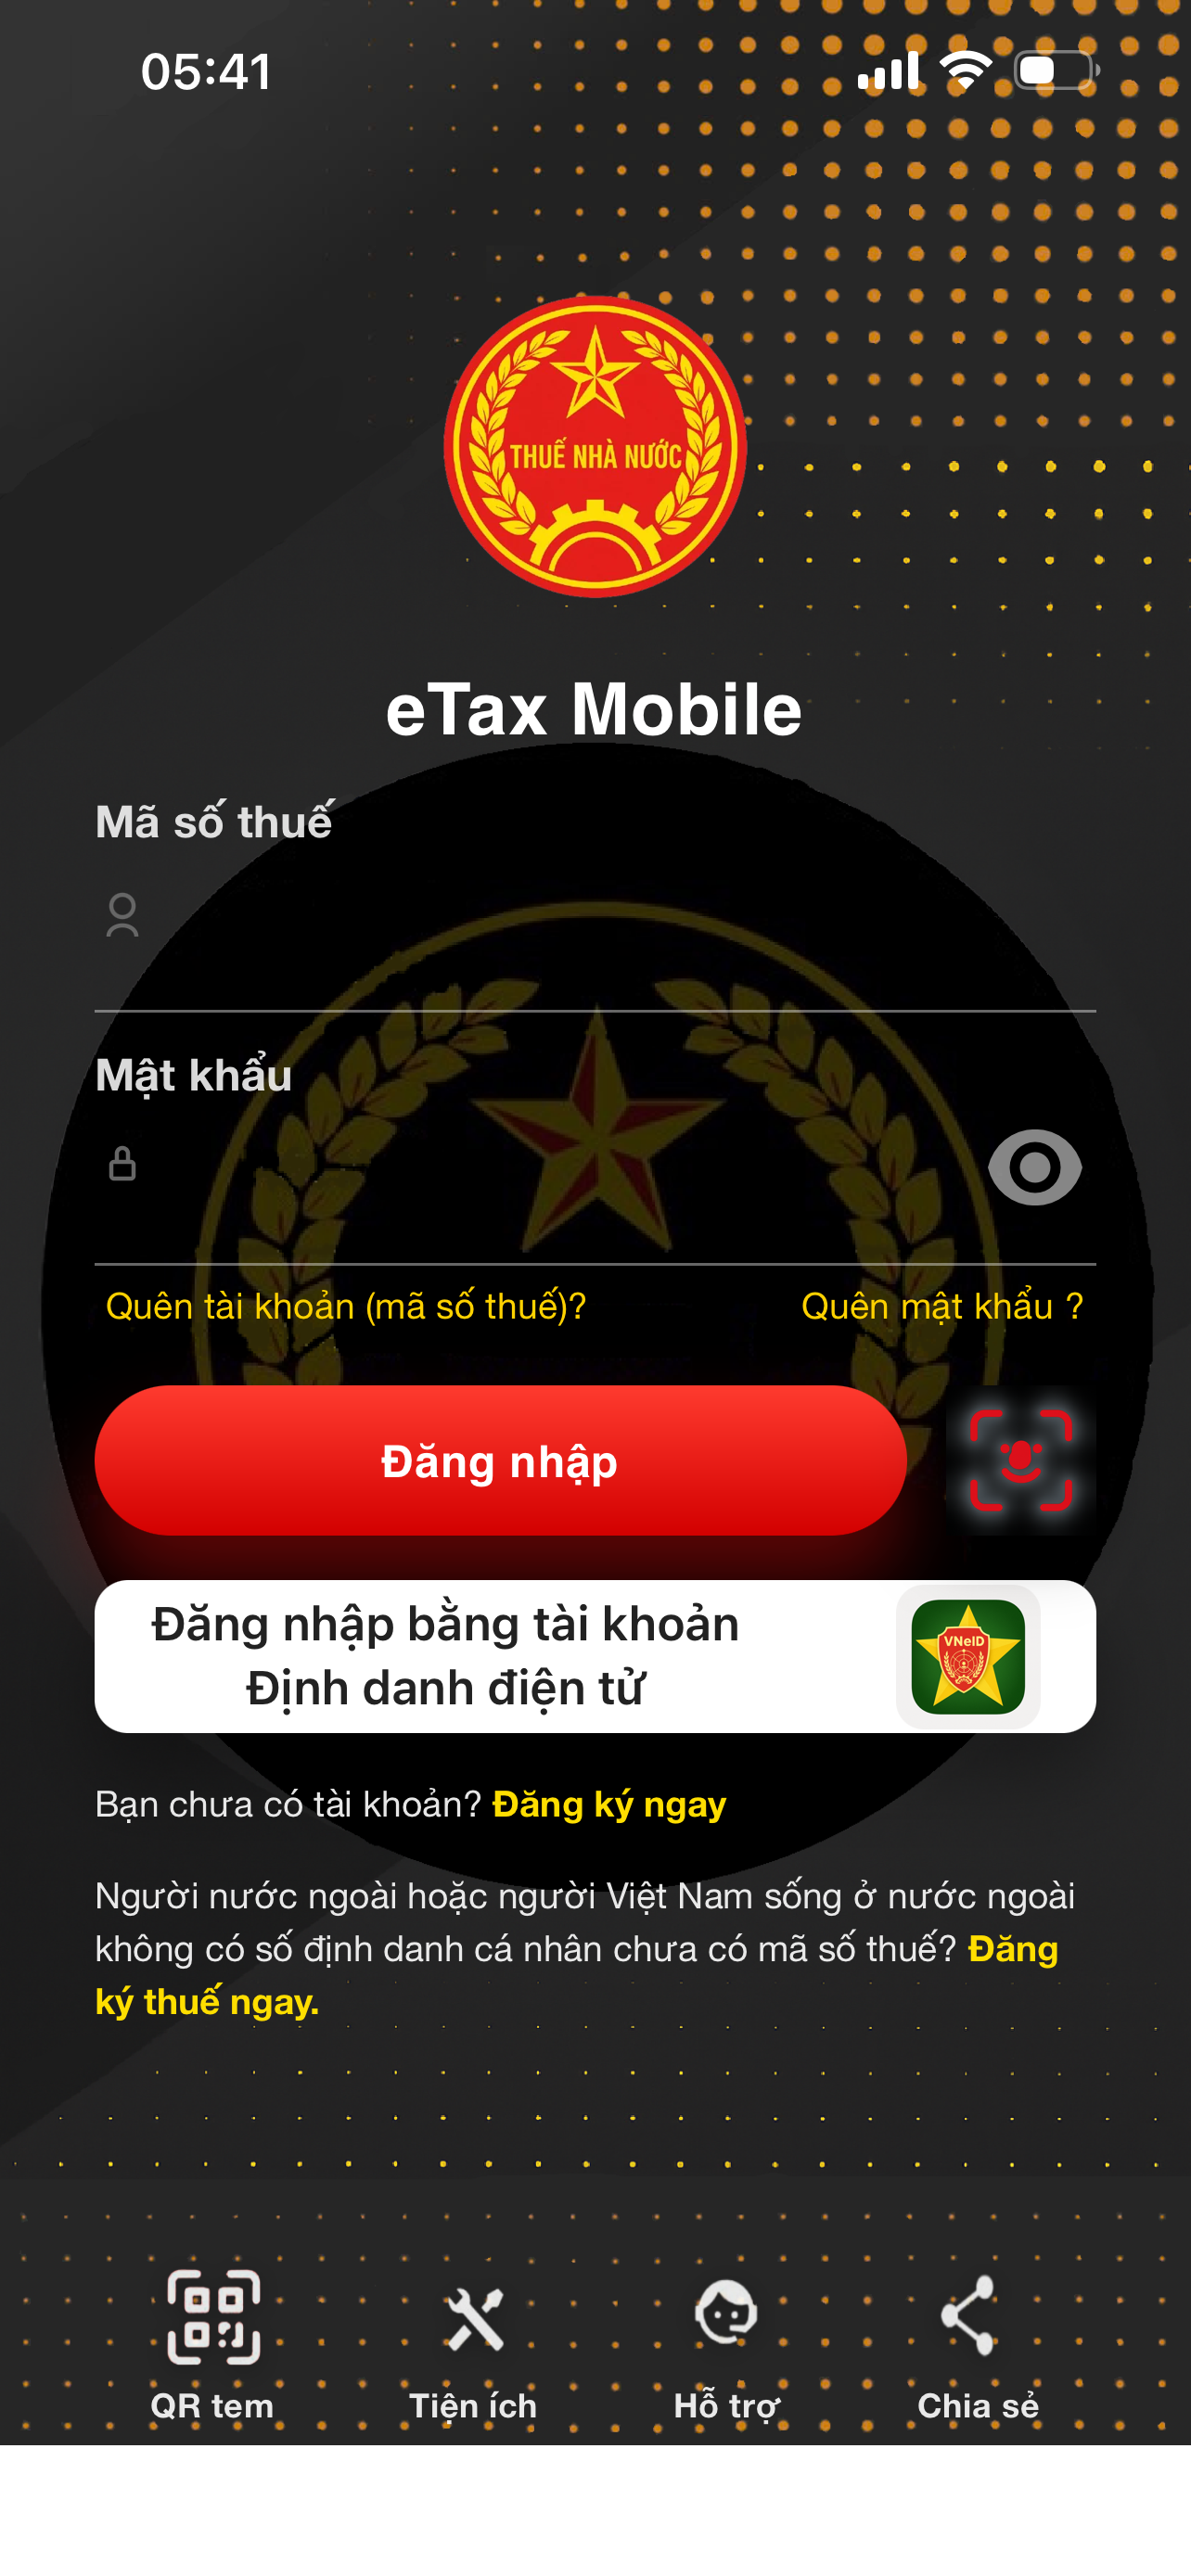 05:41
THUẾ NHÀ NƯỚC
eTax Mobile
Mã số thuế
Mật khẩu
Quên tài khoản (mã số thuế)? Quên mật khẩu ?
Đăng nhập
Đăng nhập bằng tài khoản
Định danh điện tử
VNeID
Bạn chưa có tài khoản? Đăng ký ngay
Người nước ngoài hoặc người Việt Nam sống ở nước ngoài
không có số định danh cá nhân chưa có mã số thuế? Đăng
ký thuế ngay.
QR tem Tiện ích Hỗ trợ Chia sẻ